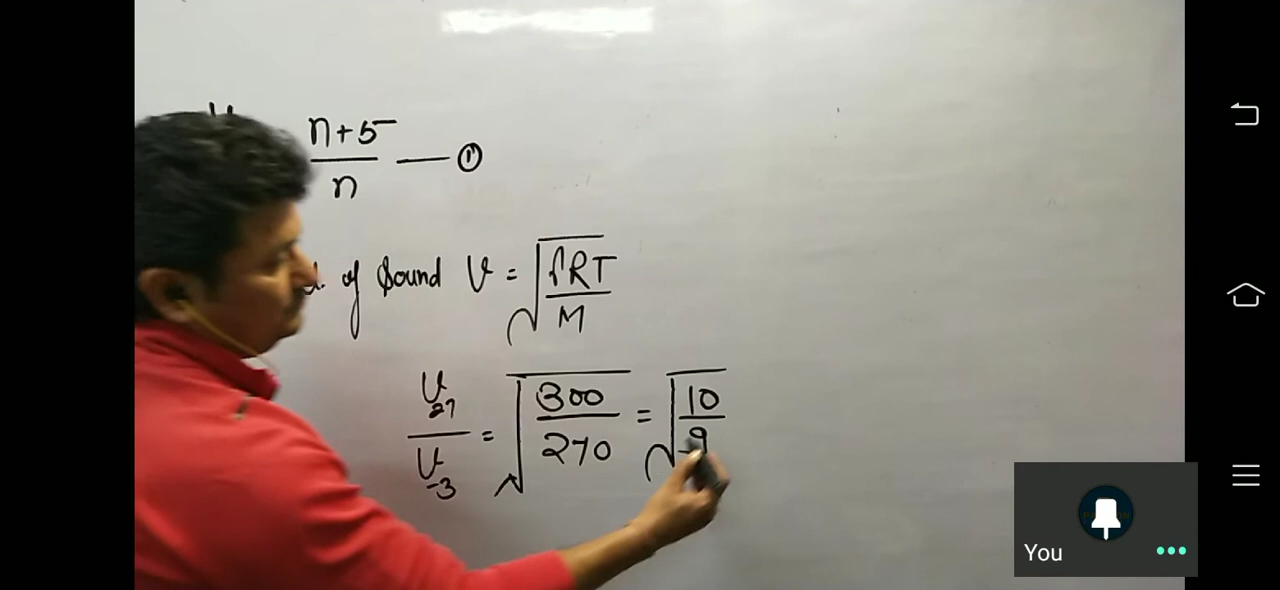 n+5
n — ①
of Sound V = √γRT
M
V27 = √300 = √10
V-3 270 9
You